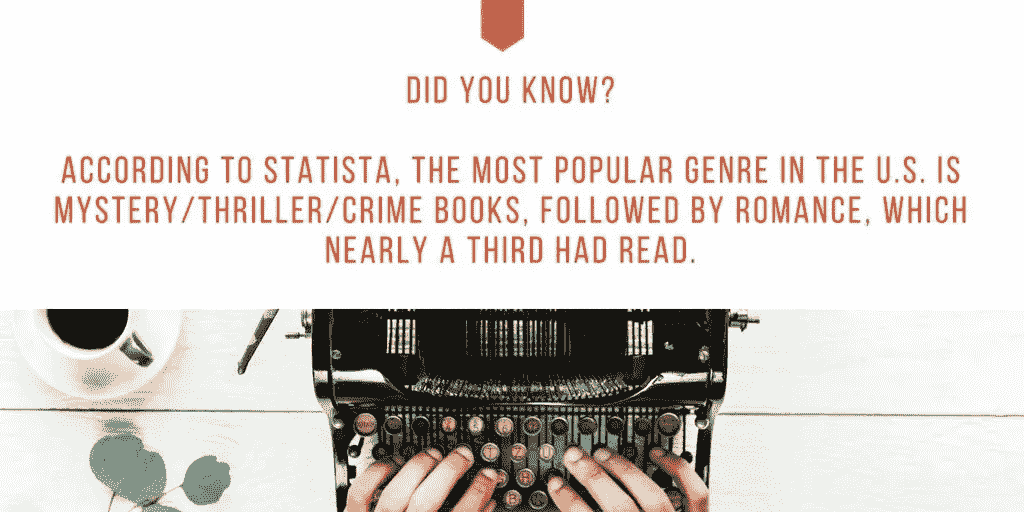 DID YOU KNOW?
ACCORDING TO STATISTA, THE MOST POPULAR GENRE IN THE U.S. IS
MYSTERY/THRILLER/CRIME BOOKS, FOLLOWED BY ROMANCE, WHICH
NEARLY A THIRD HAD READ.
T Z U
H
B